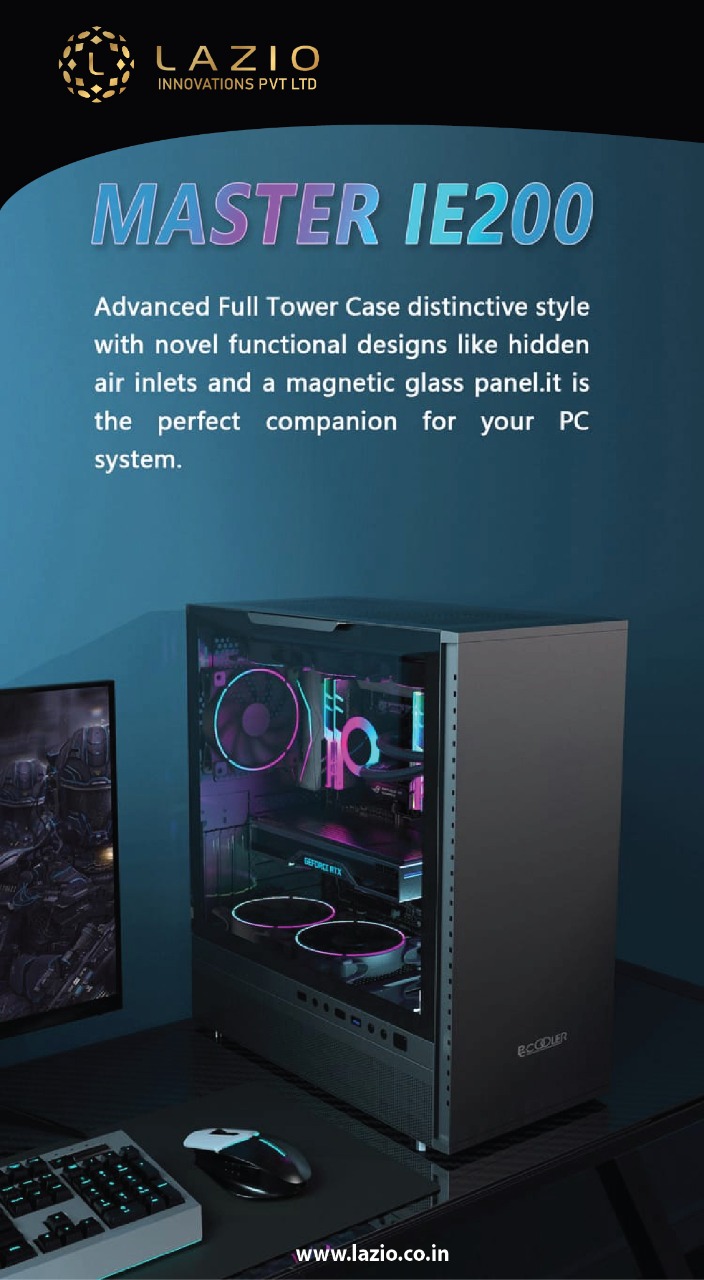 L
LAZIO
INNOVATIONS PVT LTD
MASTER IE200
Advanced Full Tower Case distinctive style
with novel functional designs like hidden
air inlets and a magnetic glass panel.it is
the perfect companion for your PC
system.
GEFORCE RTX
PCCOOLER
www.lazio.co.in